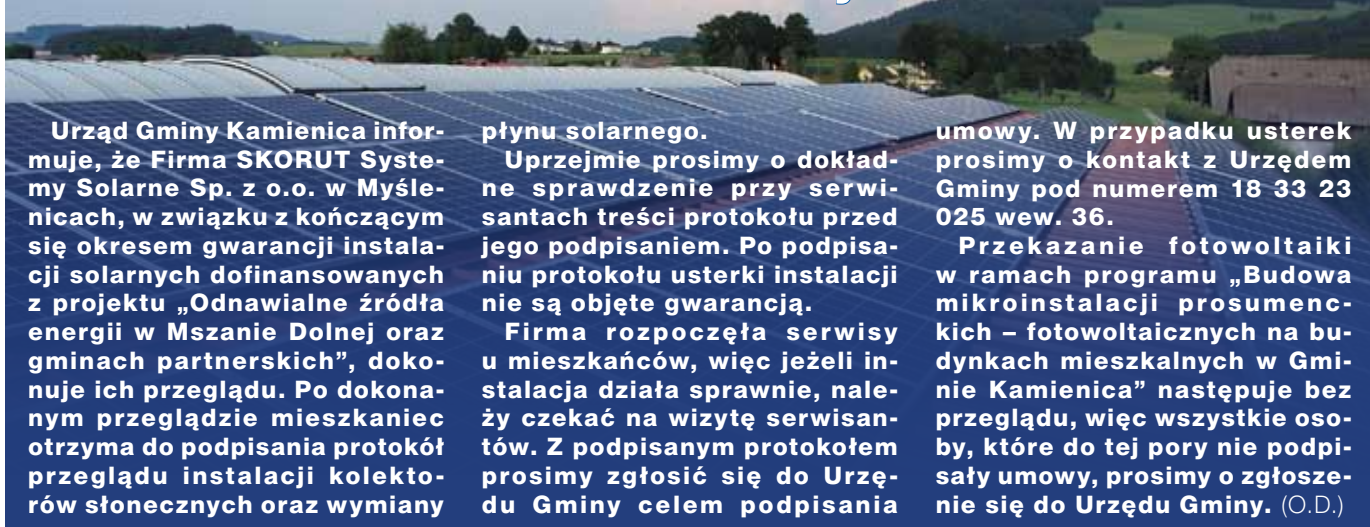 Urząd Gminy Kamienica infor-
muje, że Firma SKORUT Syste-
my Solarne Sp. z o.o. w Myśle-
nicach, w związku z kończącym
się okresem gwarancji instala-
cji solarnych dofinansowanych
z projektu „Odnawialne źródła
energii w Mszanie Dolnej oraz
gminach partnerskich”, doko-
nuje ich przeglądu. Po dokona-
nym przeglądzie mieszkaniec
otrzyma do podpisania protokół
przeglądu instalacji kolekto-
rów słonecznych oraz wymiany
płynu solarnego.
Uprzejmie prosimy o dokład-
ne sprawdzenie przy serwi-
santach treści protokołu przed
jego podpisaniem. Po podpisa-
niu protokołu usterki instalacji
nie są objęte gwarancją.
Firma rozpoczęła serwisy
u mieszkańców, więc jeżeli in-
stalacja działa sprawnie, nale-
ży czekać na wizytę serwisan-
tów. Z podpisanym protokołem
prosimy zgłosić się do Urzę-
du Gminy celem podpisania
umowy. W przypadku usterek
prosimy o kontakt z Urzędem
Gminy pod numerem 18 33 23
025 wew. 36.
Przekazanie fotowoltaiki
w ramach programu „Budowa
mikroinstalacji prosumenc-
kich – fotowoltaicznych na bu-
dynkach mieszkalnych w Gmi-
nie Kamienica” następuje bez
przeglądu, więc wszystkie oso-
by, które do tej pory nie podpi-
sały umowy, prosimy o zgłosze-
nie się do Urzędu Gminy. (O.D.)